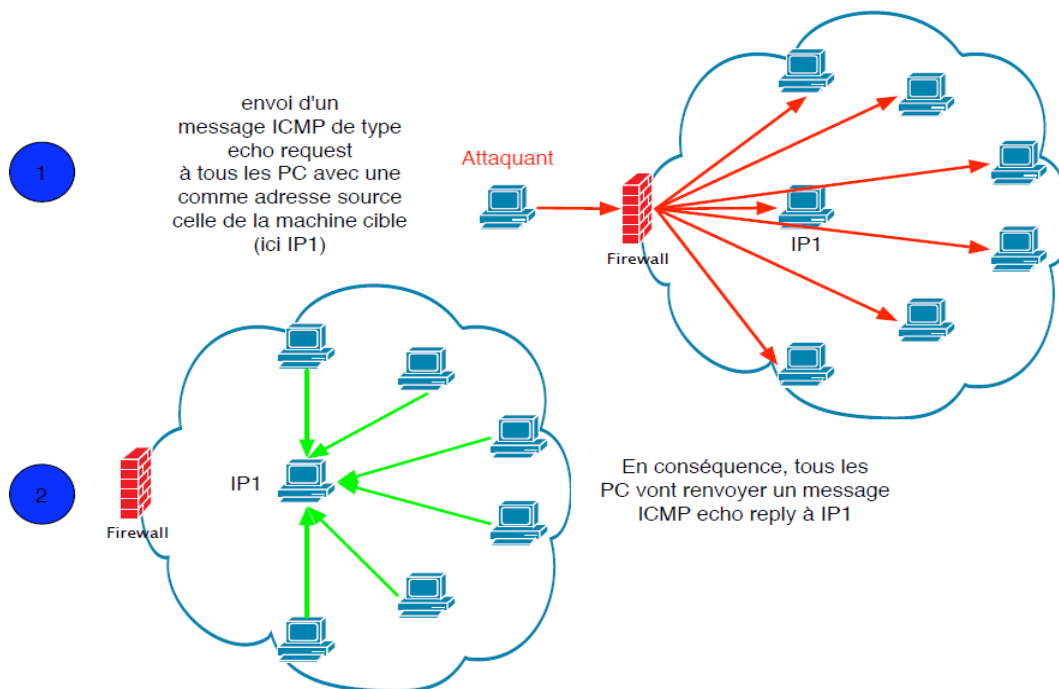 1
envoi d'un
message ICMP de type
echo request
à tous les PC avec une
comme adresse source
celle de la machine cible
(ici IP1)
Attaquant
Firewall
IP1
2
Firewall
IP1
En conséquence, tous les
PC vont renvoyer un message
ICMP echo reply à IP1